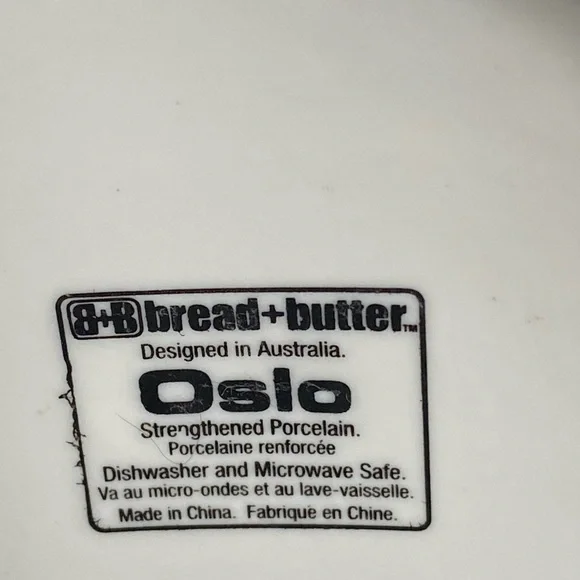 B+B bread+butter™
Designed in Australia.
Oslo
Strengthened Porcelain.
Porcelaine renforcée
Dishwasher and Microwave Safe.
Va au micro-ondes et au lave-vaisselle.
Made in China. Fabriqué en Chine.